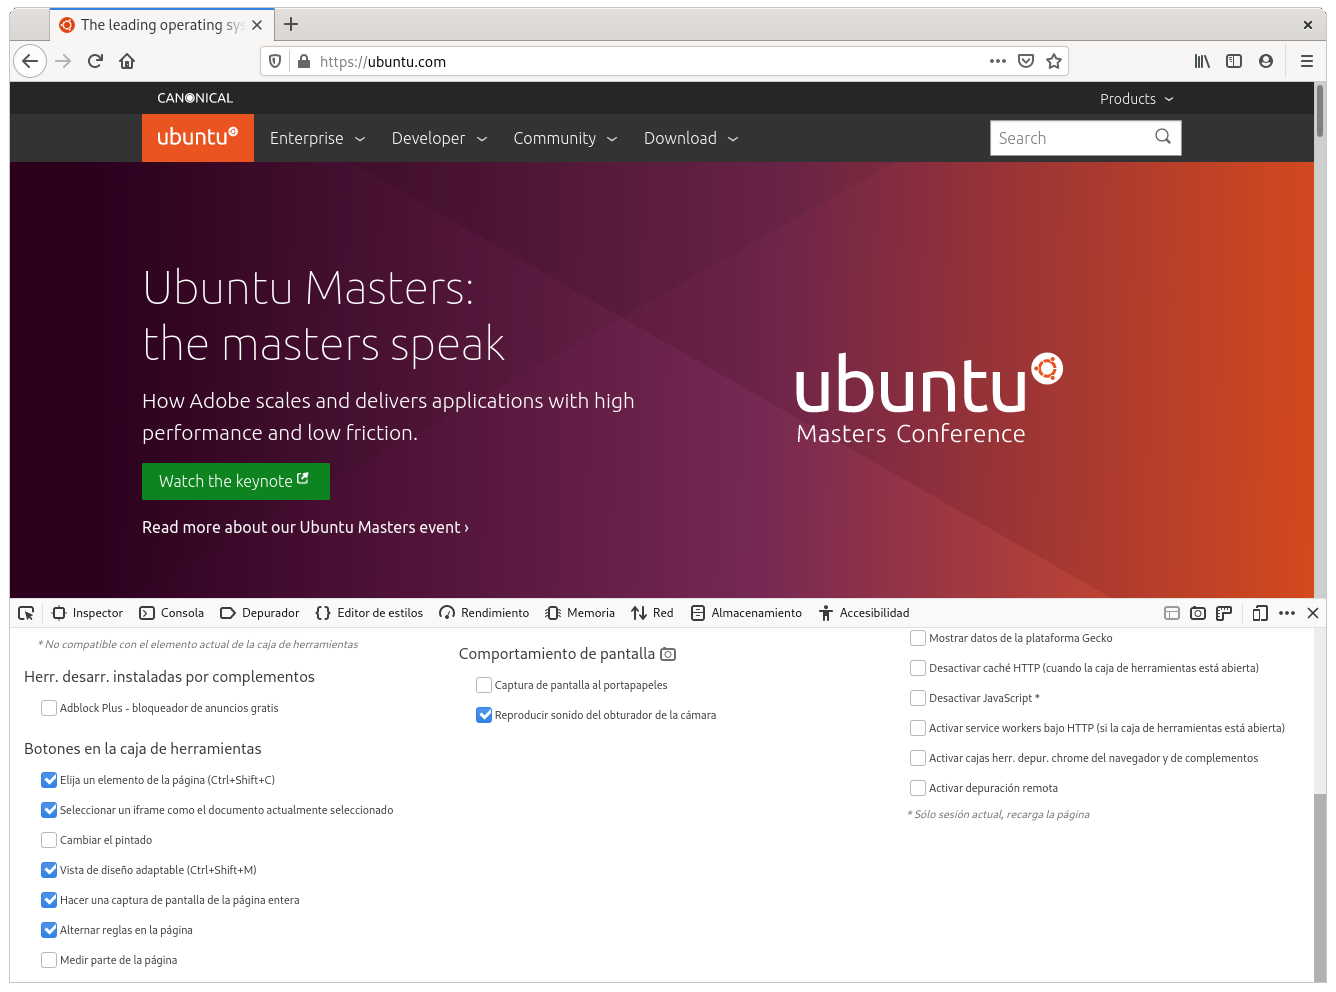 The leading operating sys
https://ubuntu.com
CANONICAL
Products
ubuntu
Enterprise
Developer
Community
Download
Search
Ubuntu Masters:
the masters speak
How Adobe scales and delivers applications with high
performance and low friction.
Watch the keynote
Read more about our Ubuntu Masters event ›
ubuntu
Masters Conference
Inspector
Consola
Depurador
Editor de estilos
Rendimiento
Memoria
Red
Almacenamiento
Accesibilidad
* No compatible con el elemento actual de la caja de herramientas
Herr. desarr. instaladas por complementos
Adblock Plus - bloqueador de anuncios gratis
Botones en la caja de herramientas
Elija un elemento de la página (Ctrl+Shift+C)
Seleccionar un iframe como el documento actualmente seleccionado
Cambiar el pintado
Vista de diseño adaptable (Ctrl+Shift+M)
Hacer una captura de pantalla de la página entera
Alternar reglas en la página
Medir parte de la página
Comportamiento de pantalla
Captura de pantalla al portapapeles
Reproducir sonido del obturador de la cámara
Mostrar datos de la plataforma Gecko
Desactivar caché HTTP (cuando la caja de herramientas está abierta)
Desactivar JavaScript *
Activar service workers bajo HTTP (si la caja de herramientas está abierta)
Activar cajas herr. depur. chrome del navegador y de complementos
Activar depuración remota
* Sólo sesión actual, recarga la página